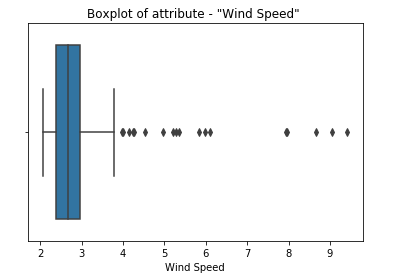 Boxplot of attribute - "Wind Speed"
2 3 4 5 6 7 8 9
Wind Speed